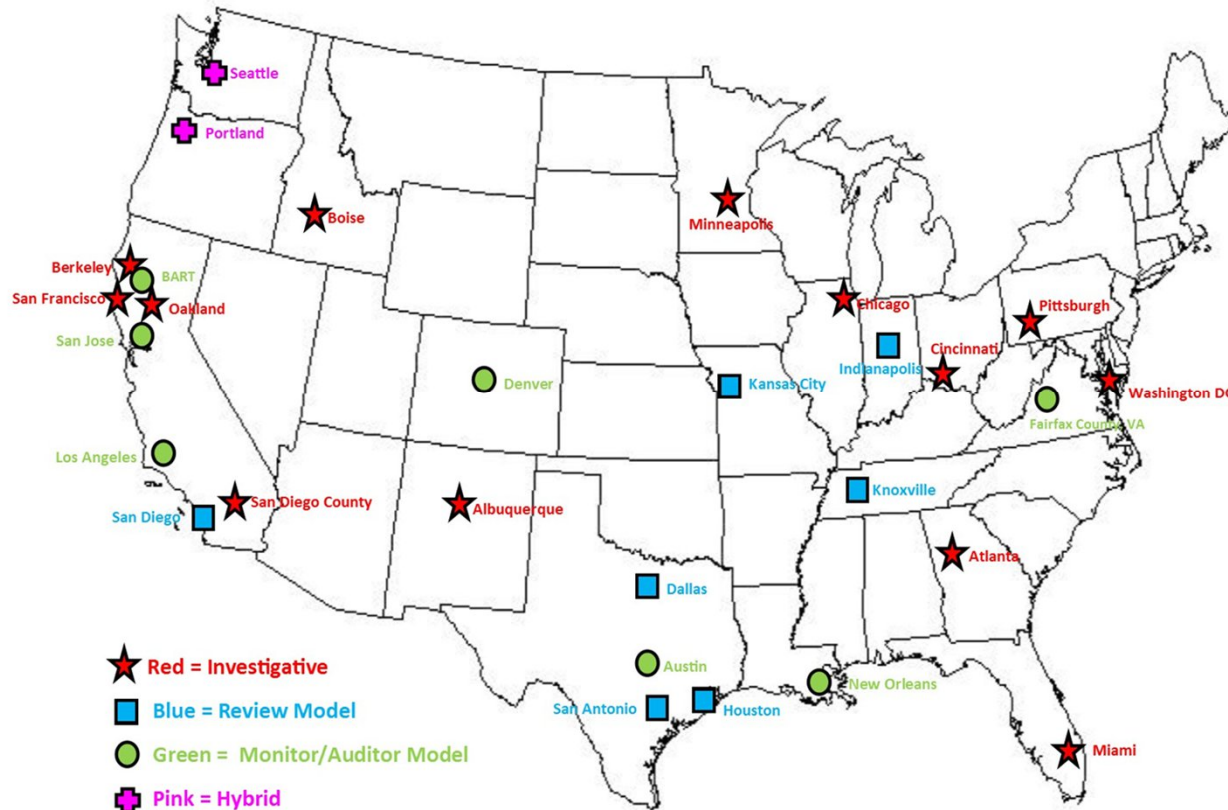 Seattle
Portland
Boise
Minneapolis
Berkeley
BART
San Francisco
Oakland
San Jose
Chicago
Pittsburgh
Cincinnati
Indianapolis
Denver
Kansas City
Washington DC
Fairfax County, VA
Los Angeles
San Diego County
San Diego
Albuquerque
Knoxville
Atlanta
Dallas
Austin
New Orleans
San Antonio
Houston
Miami
Red = Investigative
Blue = Review Model
Green = Monitor/Auditor Model
Pink = Hybrid